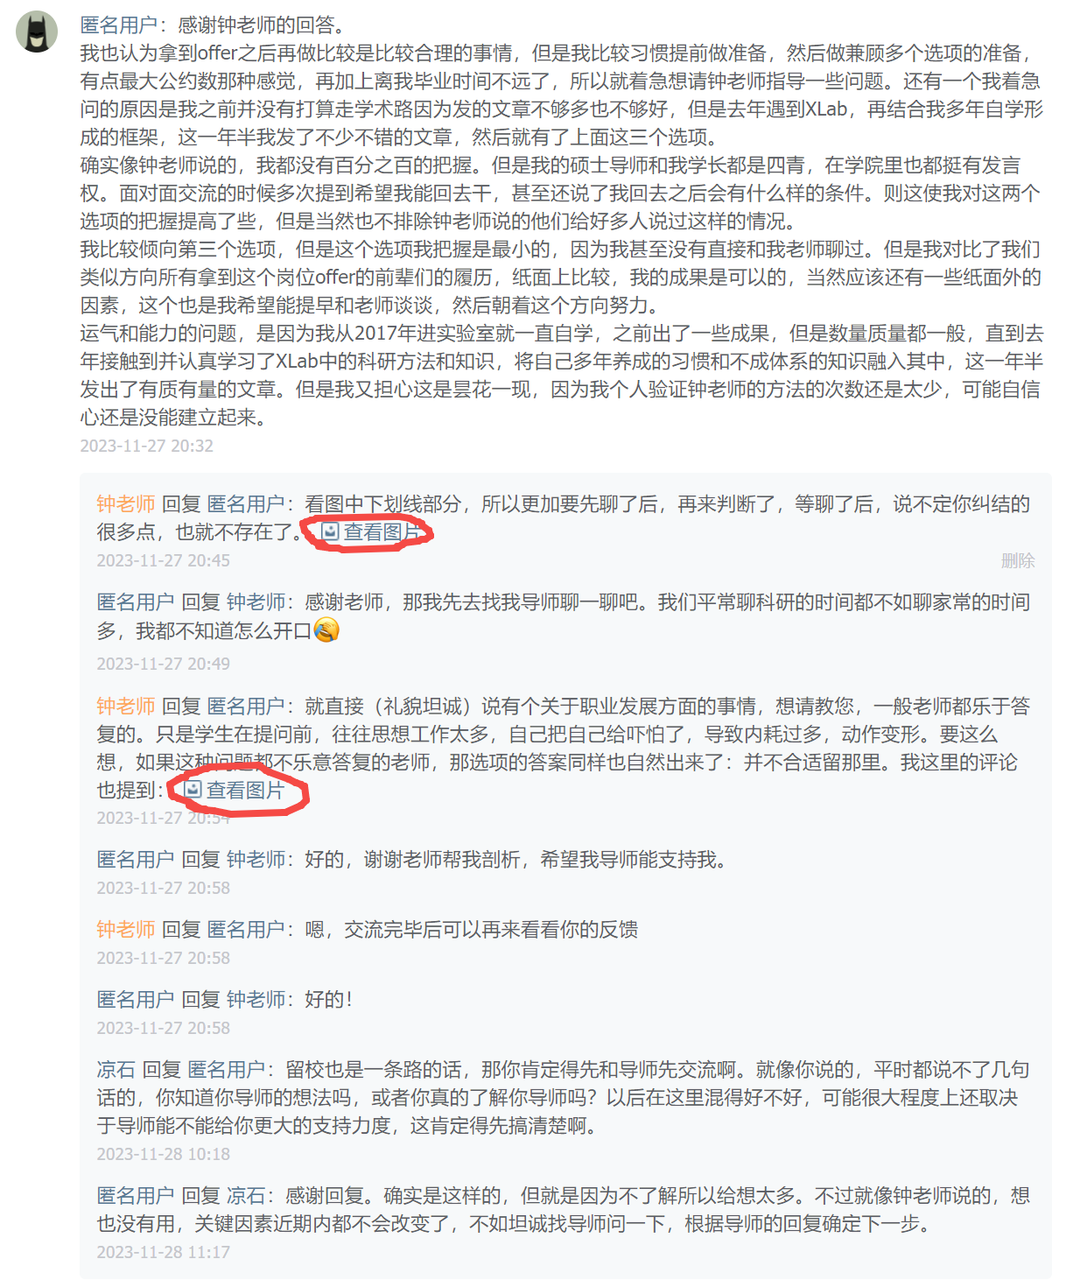 匿名用户：感谢钟老师的回答。
我也认为拿到offer之后再做比较是比较合理的事情，但是我比较习惯提前做准备，然后做兼顾多个选项的准备，
有点最大公约数那种感觉，再加上离我毕业时间不远了，所以就着急想请钟老师指导一些问题。还有一个我着急
问的原因是我之前并没有打算走学术路因为发的文章不够多也不够好，但是去年遇到XLab，再结合我多年自学形
成的框架，这一年半我发了不少不错的文章，然后就有了上面这三个选项。
确实像钟老师说的，我都没有百分之百的把握。但是我的硕士导师和我学长都是四青，在学院里也都挺有发言
权。面对面交流的时候多次提到希望我能回去干，甚至还说了我回去之后会有什么样的条件。则这使我对这两个
选项的把握提高了些，但是当然也不排除钟老师说的他们给好多人说过这样的情况。
我比较倾向第三个选项，但是这个选项我把握是最小的，因为我甚至没有直接和我老师聊过。但是我对比了我们
类似方向所有拿到这个岗位offer的前辈们的履历，纸面上比较，我的成果是可以的，当然应该还有一些纸面外的
因素，这个也是我希望能提早和老师谈谈，然后朝着这个方向努力。
运气和能力的问题，是因为我从2017年进实验室就一直自学，之前出了一些成果，但是数量质量都一般，直到去
年接触到并认真学习了XLab中的科研方法和知识，将自己多年养成的习惯和不成体系的知识融入其中，这一年半
发出了有质有量的文章。但是我又担心这是昙花一现，因为我个人验证钟老师的方法的次数还是太少，可能自信
心还是没能建立起来。
2023-11-27 20:32
钟老师 回复 匿名用户：看图中下划线部分，所以更加要先聊了后，再来判断了，等聊了后，说不定你纠结的
很多点，也就不存在了。 查看图片
2023-11-27 20:45 删除
匿名用户 回复 钟老师：感谢老师，那我先去找我导师聊一聊吧。我们平常聊科研的时间都不如聊家常的时间
多，我都不知道怎么开口🤣
2023-11-27 20:49
钟老师 回复 匿名用户：就直接（礼貌坦诚）说有个关于职业发展方面的事情，想请教您，一般老师都乐于答
复的。只是学生在提问前，往往思想工作太多，自己把自己给吓怕了，导致内耗过多，动作变形。要这么
想，如果这种问题都不乐意答复的老师，那选项的答案同样也自然出来了：并不合适留那里。我这里的评论
也提到： 查看图片
2023-11-27 20:54
匿名用户 回复 钟老师：好的，谢谢老师帮我剖析，希望我导师能支持我。
2023-11-27 20:58
钟老师 回复 匿名用户：嗯，交流完毕后可以再来看看你的反馈
2023-11-27 20:58
匿名用户 回复 钟老师：好的！
2023-11-27 20:58
凉石 回复 匿名用户：留校也是一条路的话，那你肯定得先和导师先交流啊。就像你说的，平时都说不了几句
话的，你知道你导师的想法吗，或者你真的了解你导师吗？以后在这里混得好不好，可能很大程度上还取决
于导师能不能给你更大的支持力度，这肯定得先搞清楚啊。
2023-11-28 10:18
匿名用户 回复 凉石：感谢回复。确实是这样的，但就是因为不了解所以给想太多。不过就像钟老师说的，想
也没有用，关键因素近期内都不会改变了，不如坦诚找导师问一下，根据导师的回复确定下一步。
2023-11-28 11:17